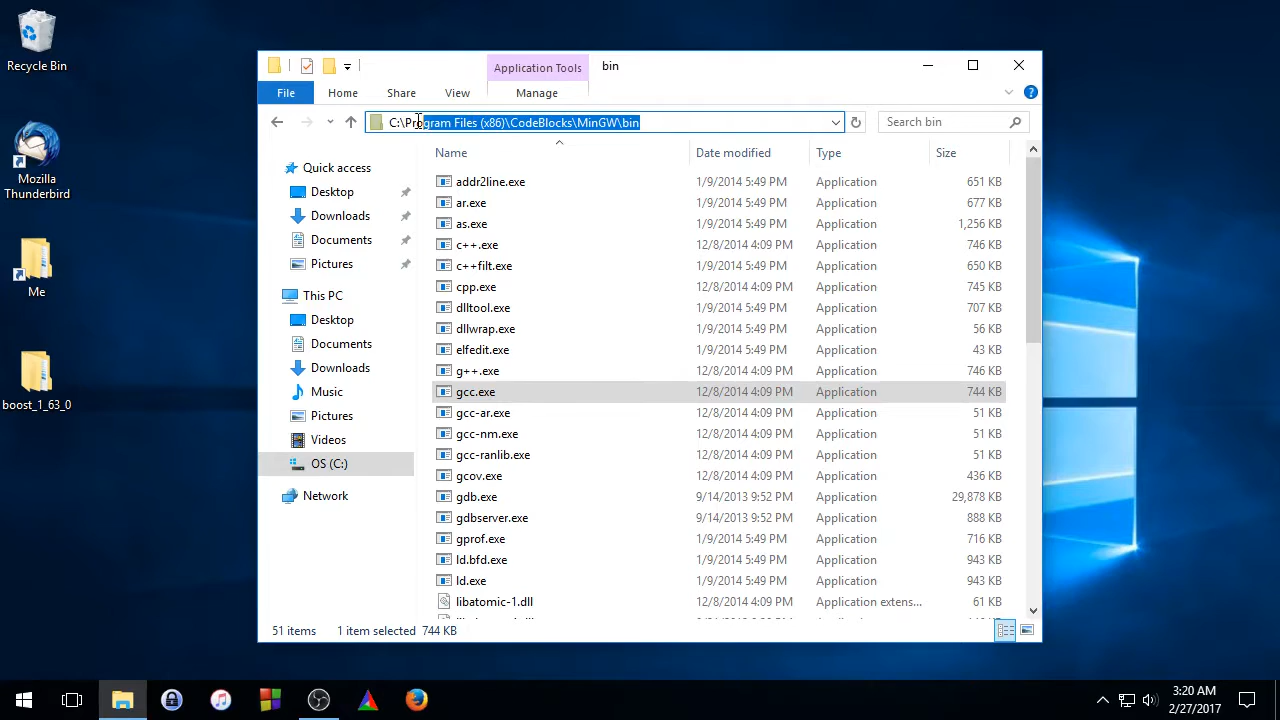 Recycle Bin
Mozilla
Thunderbird
Me
boost_1_63_0
Application Tools
bin
File
Home
Share
View
Manage
C:\Program Files (x86)\CodeBlocks\MinGW\bin
Search bin
Quick access
Desktop
Downloads
Documents
Pictures
This PC
Desktop
Documents
Downloads
Music
Pictures
Videos
OS (C:)
Network
Name Date modified Type Size
addr2line.exe 1/9/2014 5:49 PM Application 651 KB
ar.exe 1/9/2014 5:49 PM Application 677 KB
as.exe 1/9/2014 5:49 PM Application 1,256 KB
c++.exe 12/8/2014 4:09 PM Application 746 KB
c++filt.exe 1/9/2014 5:49 PM Application 650 KB
cpp.exe 12/8/2014 4:09 PM Application 745 KB
dlltool.exe 1/9/2014 5:49 PM Application 707 KB
dllwrap.exe 1/9/2014 5:49 PM Application 56 KB
elfedit.exe 1/9/2014 5:49 PM Application 43 KB
g++.exe 12/8/2014 4:09 PM Application 746 KB
gcc.exe 12/8/2014 4:09 PM Application 744 KB
gcc-ar.exe 12/8/2014 4:09 PM Application 51 KB
gcc-nm.exe 12/8/2014 4:09 PM Application 51 KB
gcc-ranlib.exe 12/8/2014 4:09 PM Application 51 KB
gcov.exe 12/8/2014 4:09 PM Application 436 KB
gdb.exe 9/14/2013 9:52 PM Application 29,878 KB
gdbserver.exe 9/14/2013 9:52 PM Application 888 KB
gprof.exe 1/9/2014 5:49 PM Application 716 KB
ld.bfd.exe 1/9/2014 5:49 PM Application 943 KB
ld.exe 1/9/2014 5:49 PM Application 943 KB
libatomic-1.dll 12/8/2014 4:09 PM Application extens... 61 KB
51 items 1 item selected 744 KB
3:20 AM
2/27/2017